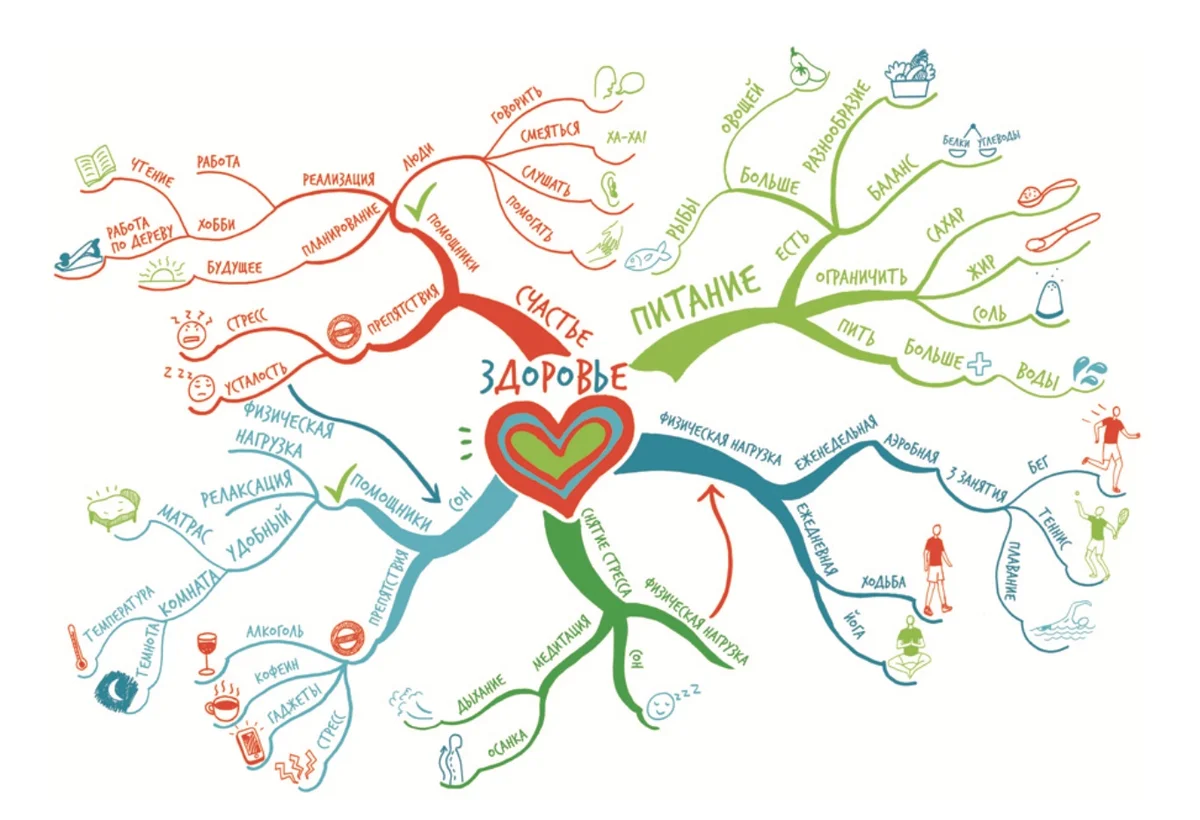 ЗДОРОВЬЕ
СЧАСТЬЕ
ПОМОЩНИКИ
ЛЮДИ
ГОВОРИТЬ
СМЕЯТЬСЯ
ХА-ХА!
СЛУШАТЬ
ПОМОГАТЬ
РЕАЛИЗАЦИЯ
РАБОТА
ХОББИ
ЧТЕНИЕ
РАБОТА
ПО ДЕРЕВУ
ПЛАНИРОВАНИЕ
БУДУЩЕЕ
ПРЕПЯТСТВИЯ
СТРЕСС
ZZZZ
УСТАЛОСТЬ
ZZZ
ПИТАНИЕ
ЕСТЬ
БОЛЬШЕ
ОВОЩЕЙ
РЫБЫ
РАЗНООБРАЗИЕ
БАЛАНС
БЕЛКИ УГЛЕВОДЫ
ОГРАНИЧИТЬ
САХАР
ЖИР
СОЛЬ
ПИТЬ
БОЛЬШЕ
ВОДЫ
ФИЗИЧЕСКАЯ НАГРУЗКА
ЕЖЕНЕДЕЛЬНАЯ
АЭРОБНАЯ
3 ЗАНЯТИЯ
БЕГ
ТЕННИС
ПЛАВАНИЕ
ЕЖЕДНЕВНАЯ
ХОДЬБА
ЙОГА
СНЯТИЕ СТРЕССА
ФИЗИЧЕСКАЯ НАГРУЗКА
СОН
ZZZ
МЕДИТАЦИЯ
ДЫХАНИЕ
ОСАНКА
СОН
ПОМОЩНИКИ
ФИЗИЧЕСКАЯ
НАГРУЗКА
РЕЛАКСАЦИЯ
УДОБНЫЙ
МАТРАС
КОМНАТА
ТЕМПЕРАТУРА
ТЕМНОТА
ПРЕПЯТСТВИЯ
АЛКОГОЛЬ
КОФЕИН
ГАДЖЕТЫ
СТРЕСС